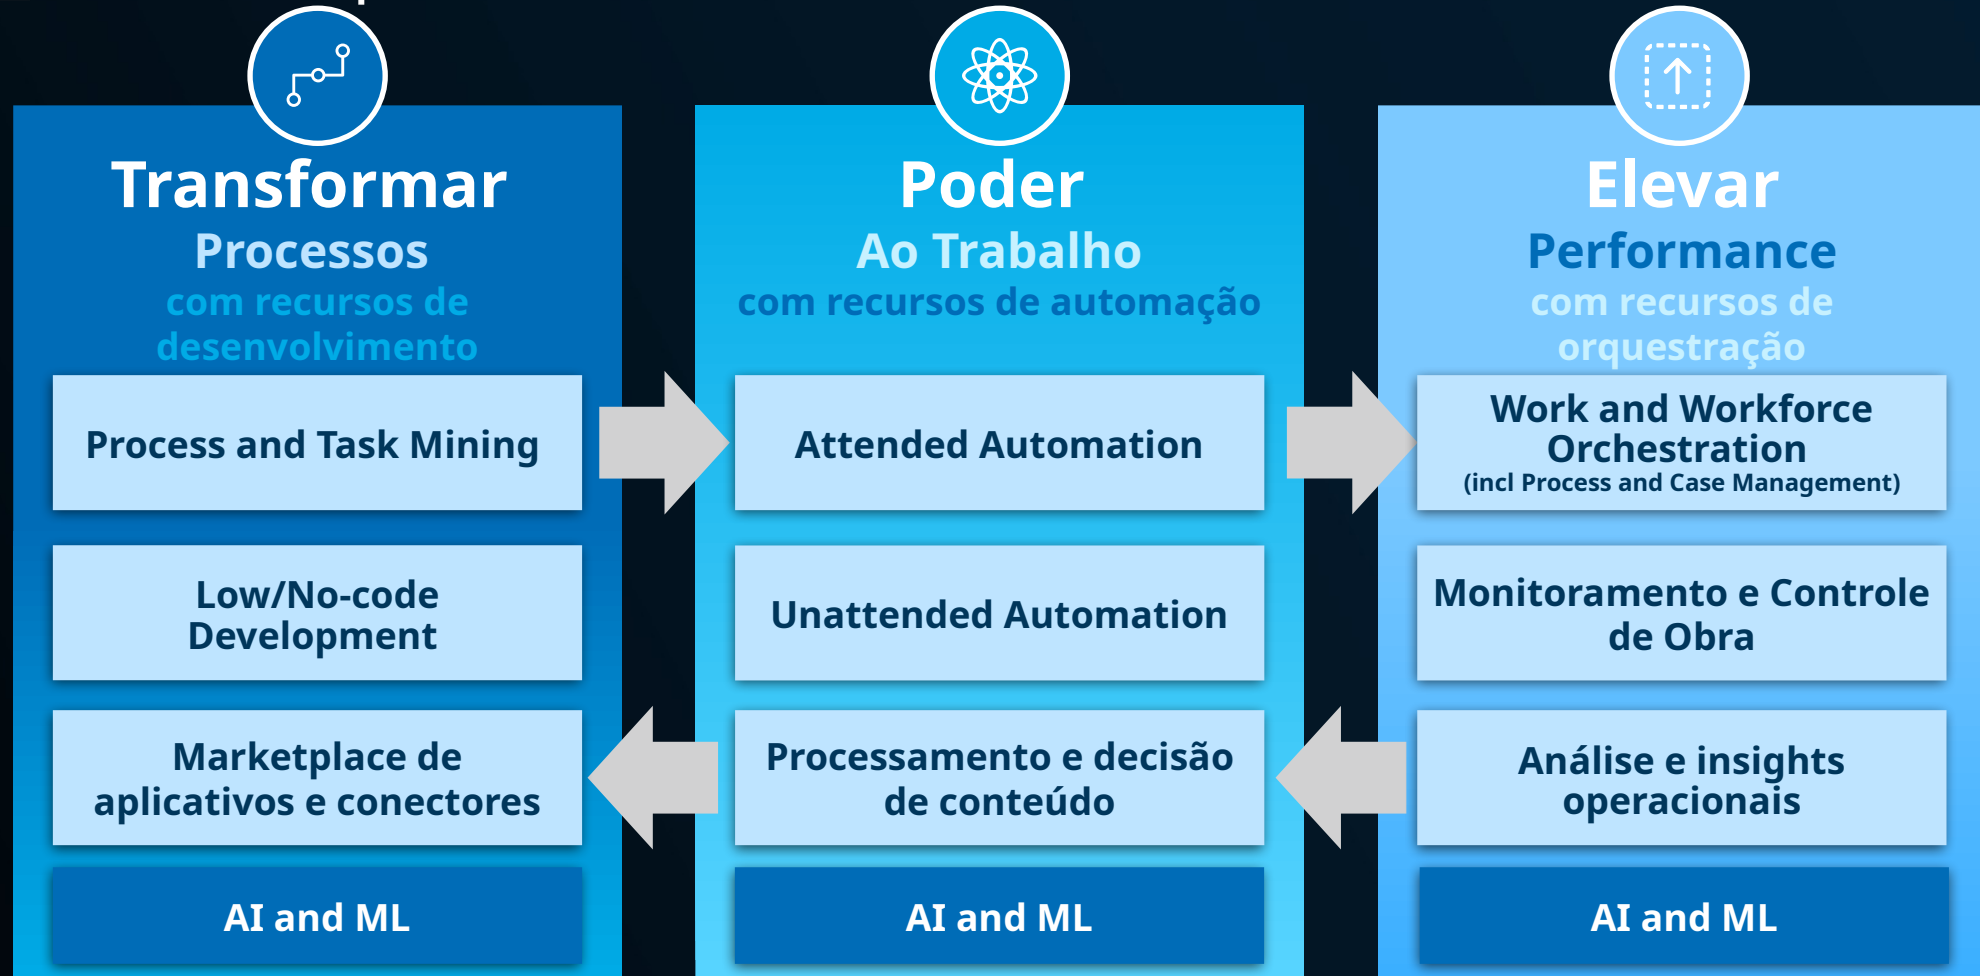 Transformar
Processos
com recursos de
desenvolvimento
Process and Task Mining
Low/No-code
Development
Marketplace de
aplicativos e conectores
AI and ML
Poder
Ao Trabalho
com recursos de automação
Attended Automation
Unattended Automation
Processamento e decisão
de conteúdo
AI and ML
Elevar
Performance
com recursos de
orquestração
Work and Workforce
Orchestration
(incl Process and Case Management)
Monitoramento e Controle
de Obra
Análise e insights
operacionais
AI and ML